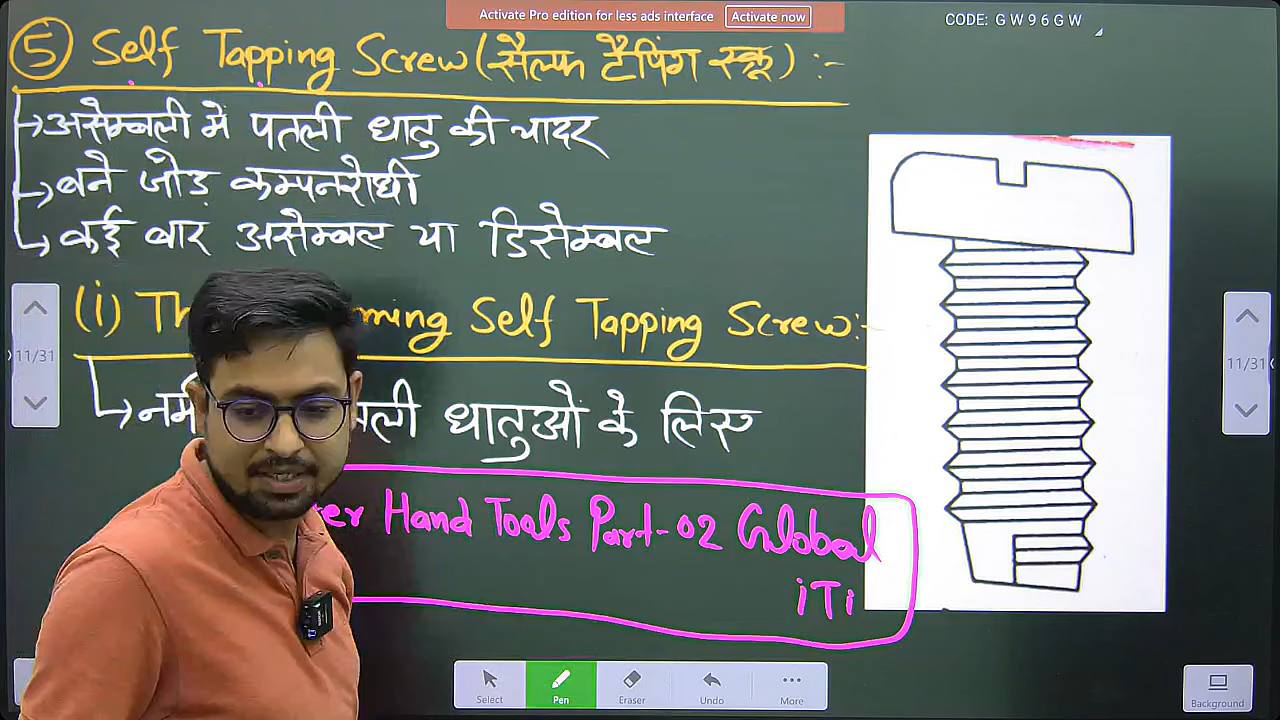 Activate Pro edition for less ads interface Activate now
CODE: G W 9 6 G W
⑤ Self Tapping Screw (सैल्फ टैपिंग स्क्रू) :-
→ असेम्बली में पतली धातु की चादर
→ बने जोड़ कम्पनरोधी
→ कई बार असेम्बल या डिसेम्बल
(i) Th ming Self Tapping Screw:-
11/31
11/31
धातुओं के लिए
Hand Tools Part-02 Global
iTi
Select
Pen
Eraser
Undo
More
Background